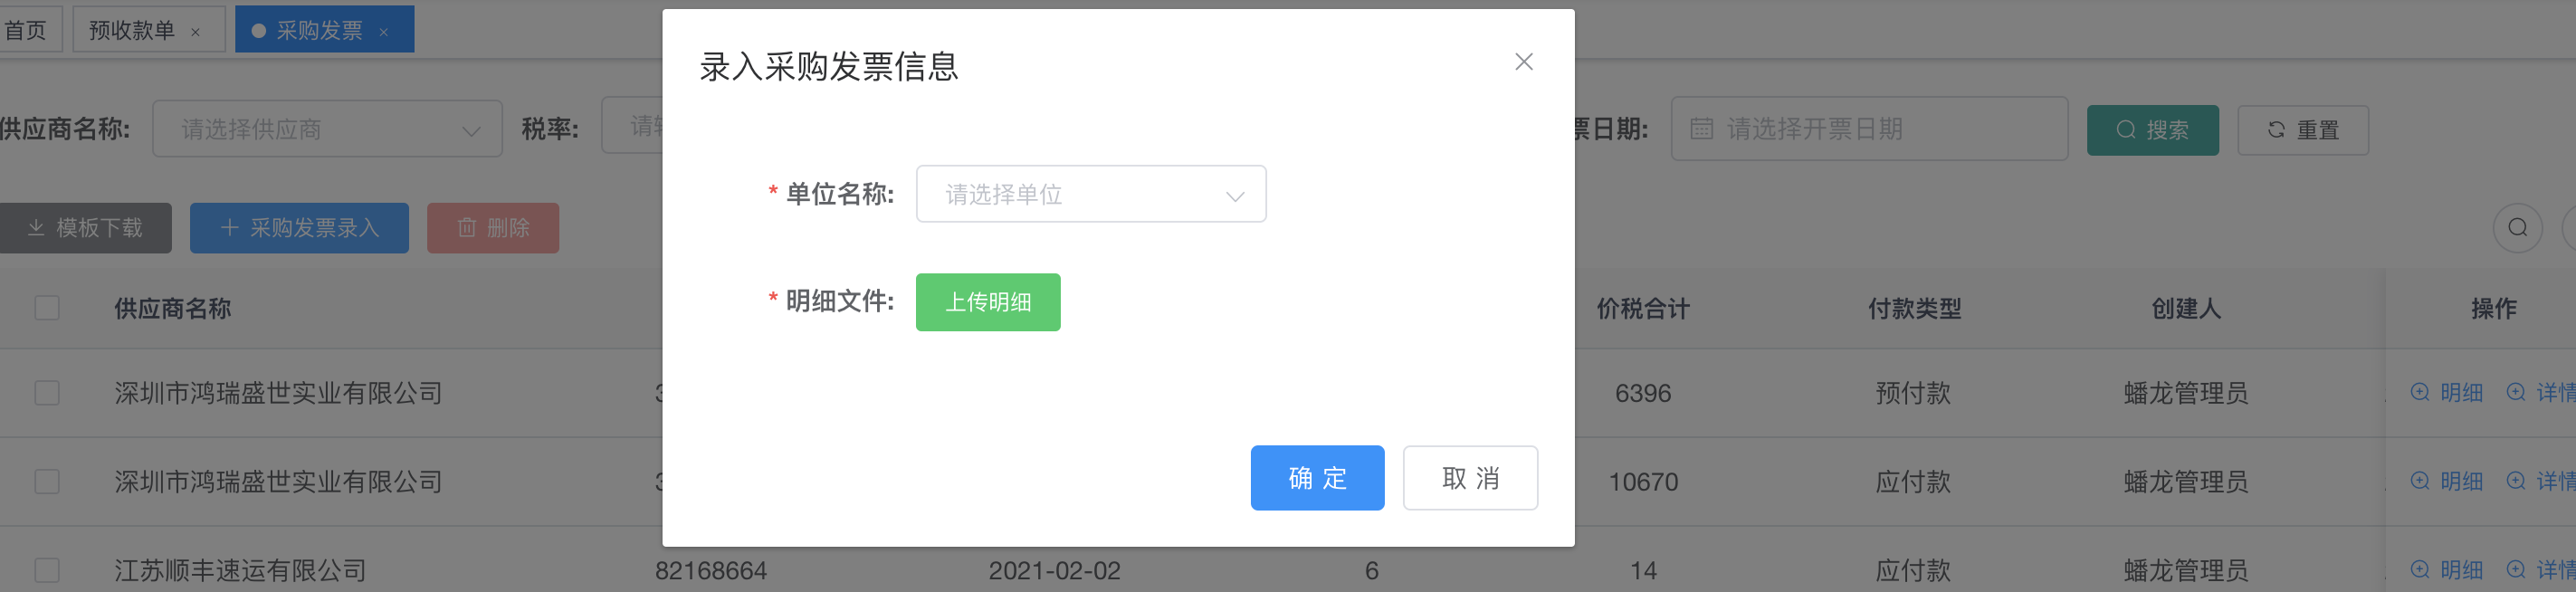 首页 预收款单 × 采购发票 ×
录入采购发票信息
供应商名称: 请选择供应商 税率: 票日期: 请选择开票日期 搜索 重置
* 单位名称: 请选择单位
模板下载 采购发票录入 删除
* 明细文件: 上传明细
供应商名称 价税合计 付款类型 创建人 操作
深圳市鸿瑞盛世实业有限公司 6396 预付款 蟠龙管理员 明细 详情
确 定 取 消
深圳市鸿瑞盛世实业有限公司 10670 应付款 蟠龙管理员 明细 详情
江苏顺丰速运有限公司 82168664 2021-02-02 6 14 应付款 蟠龙管理员 明细 详情